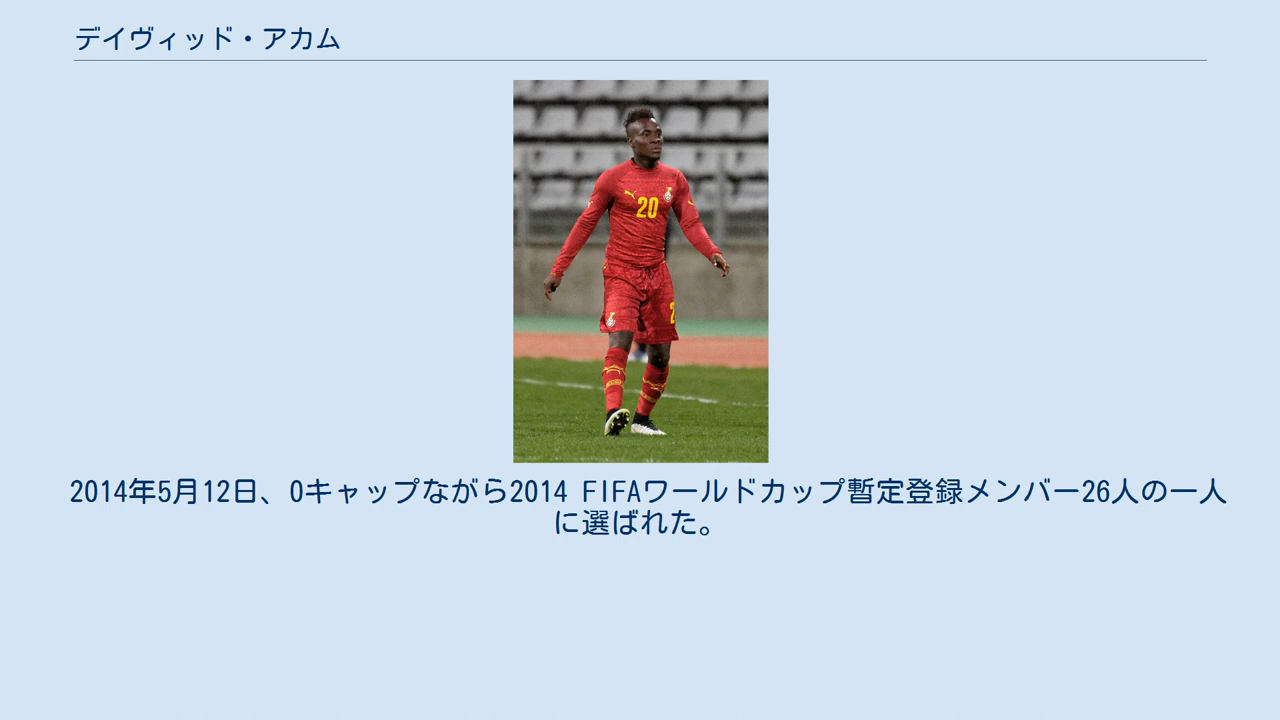 デイヴィッド・アカム
20
2
2014年5月12日、0キャップながら2014 FIFAワールドカップ暫定登録メンバー26人の一人
に選ばれた。